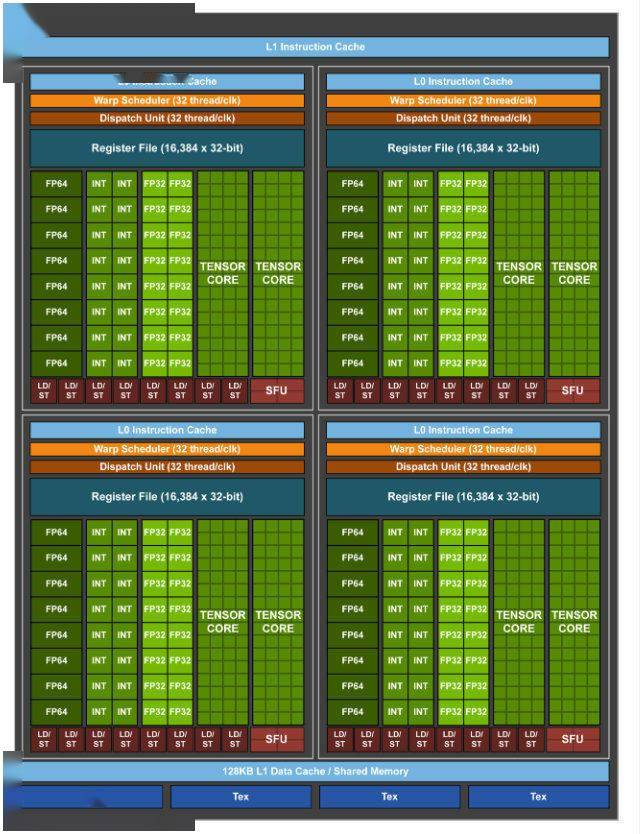 L1 Instruction Cache
Cache L0 Instruction Cache
Warp Scheduler (32 thread/clk) Warp Scheduler (32 thread/clk)
Dispatch Unit (32 thread/clk) Dispatch Unit (32 thread/clk)
Register File (16,384 x 32-bit) Register File (16,384 x 32-bit)
FP64 INT INT FP32 FP32 FP64 INT INT FP32 FP32
FP64 INT INT FP32 FP32 FP64 INT INT FP32 FP32
FP64 INT INT FP32 FP32 FP64 INT INT FP32 FP32
FP64 INT INT FP32 FP32 TENSOR TENSOR FP64 INT INT FP32 FP32 TENSOR TENSOR
FP64 INT INT FP32 FP32 CORE CORE FP64 INT INT FP32 FP32 CORE CORE
FP64 INT INT FP32 FP32 FP64 INT INT FP32 FP32
FP64 INT INT FP32 FP32 FP64 INT INT FP32 FP32
FP64 INT INT FP32 FP32 FP64 INT INT FP32 FP32
LD/ LD/ LD/ LD/ LD/ LD/ LD/ LD/ SFU LD/ LD/ LD/ LD/ LD/ LD/ LD/ LD/ SFU
ST ST ST ST ST ST ST ST ST ST ST ST ST ST ST ST
L0 Instruction Cache L0 Instruction Cache
Warp Scheduler (32 thread/clk) Warp Scheduler (32 thread/clk)
Dispatch Unit (32 thread/clk) Dispatch Unit (32 thread/clk)
Register File (16,384 x 32-bit) Register File (16,384 x 32-bit)
FP64 INT INT FP32 FP32 FP64 INT INT FP32 FP32
FP64 INT INT FP32 FP32 FP64 INT INT FP32 FP32
FP64 INT INT FP32 FP32 FP64 INT INT FP32 FP32
FP64 INT INT FP32 FP32 TENSOR TENSOR FP64 INT INT FP32 FP32 TENSOR TENSOR
FP64 INT INT FP32 FP32 CORE CORE FP64 INT INT FP32 FP32 CORE CORE
FP64 INT INT FP32 FP32 FP64 INT INT FP32 FP32
FP64 INT INT FP32 FP32 FP64 INT INT FP32 FP32
FP64 INT INT FP32 FP32 FP64 INT INT FP32 FP32
LD/ LD/ LD/ LD/ LD/ LD/ LD/ LD/ SFU LD/ LD/ LD/ LD/ LD/ LD/ LD/ LD/ SFU
ST ST ST ST ST ST ST ST ST ST ST ST ST ST ST ST
128KB L1 Data Cache / Shared Memory
Tex Tex Tex